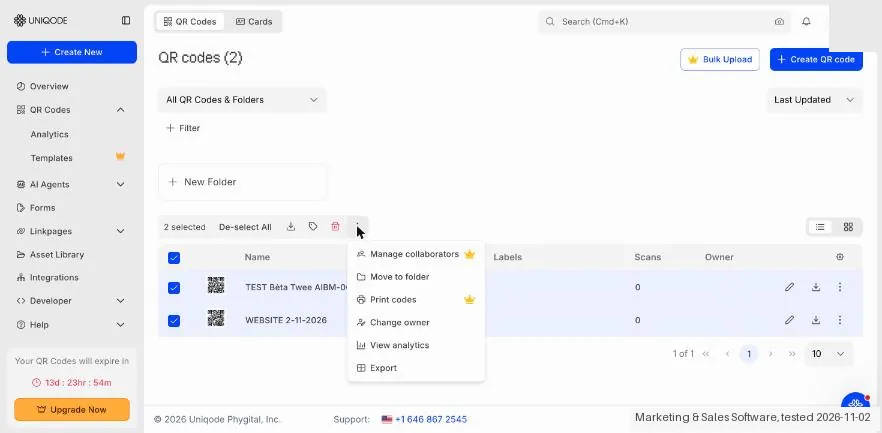 UNIQODE
QR Codes
Cards
Search (Cmd+K)
Create New
QR codes (2)
Bulk Upload
Create QR code
Overview
QR Codes
Analytics
Templates
AI Agents
Forms
Linkpages
Asset Library
Integrations
Developer
Help
All QR Codes & Folders
Last Updated
Filter
New Folder
2 selected
De-select All
Manage collaborators
Move to folder
Print codes
Change owner
View analytics
Export
Name
Labels
Scans
Owner
TEST Bèta Twee AIBM-0
0
WEBSITE 2-11-2026
0
1 of 1
1
10
Your QR Codes will expire in
13d : 23hr : 54m
Upgrade Now
© 2026 Uniqode Phygital, Inc.
Support:
+1 646 867 2545
Marketing & Sales Software, tested 2026-11-02